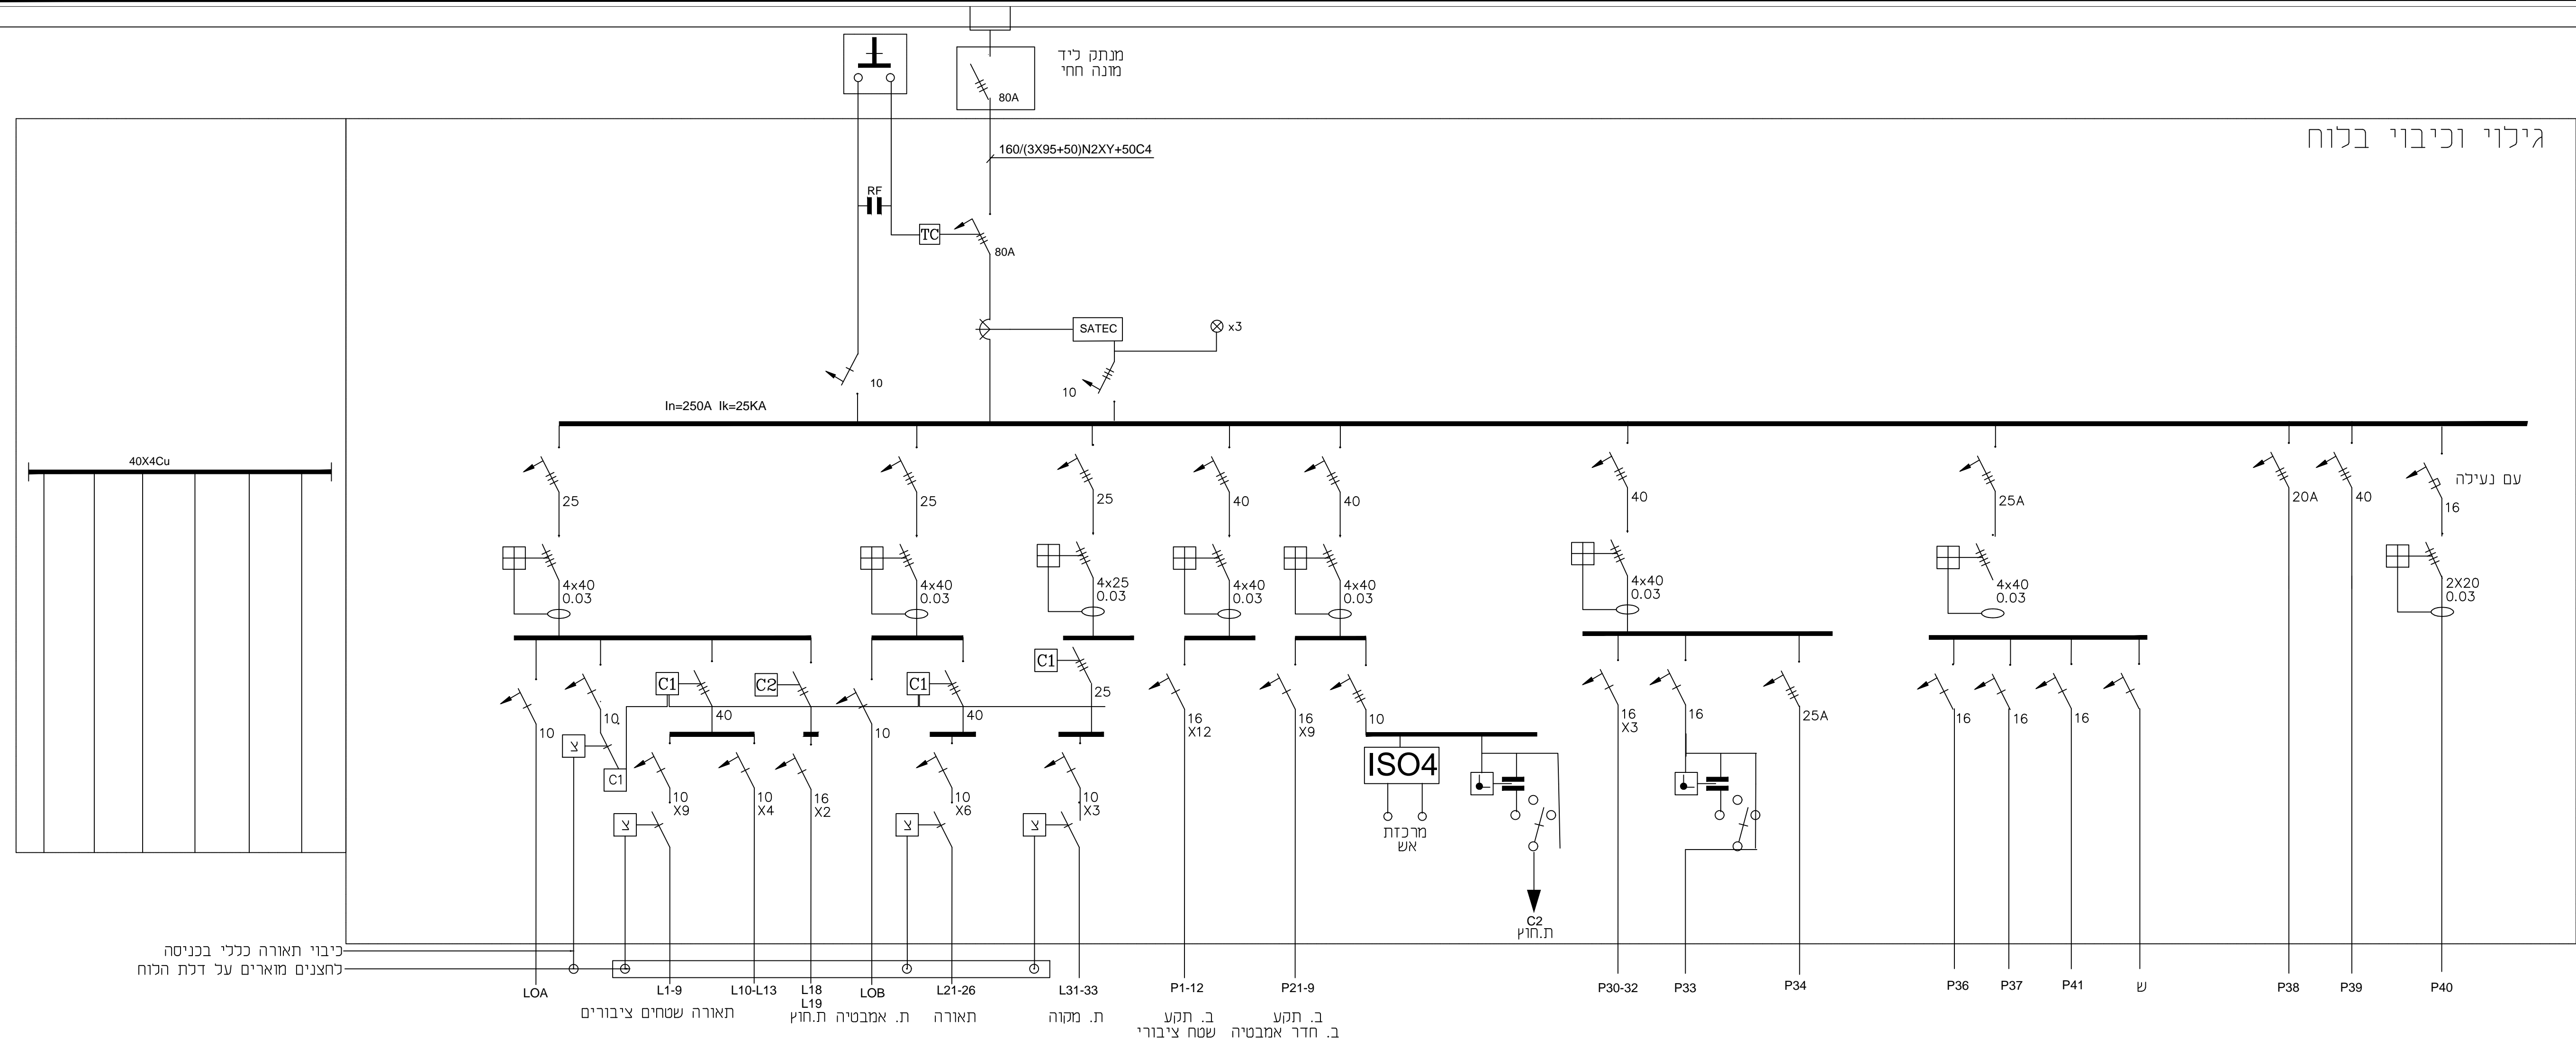 מנתק ליד
מונה חחי
80A
גילוי וכיבוי בלוח
160/(3X95+50)N2XY+50C4
RF
TC
80A
SATEC
x3
10
10
In=250A Ik=25KA
40X4Cu
25
25
25
40
40
40
25A
20A
40
עם נעילה
16
4x40
0.03
4x40
0.03
4x25
0.03
4x40
0.03
4x40
0.03
4x40
0.03
4x40
0.03
2X20
0.03
C1
C1
C2
C1
25
10
10
40
10
40
16
X12
16
X9
10
16
X3
16
25A
16
16
16
צ
C1
ISO4
10
X9
10
X4
16
X2
10
X6
10
X3
צ
צ
צ
מרכזת
אש
C2
ת.חוץ
כיבוי תאורה כללי בכניסה
לחצנים מוארים על דלת הלוח
LOA
L1-9
L10-L13
L18
L19
LOB
L21-26
L31-33
P1-12
P21-9
P30-32
P33
P34
P36
P37
P41
ש
P38
P39
P40
תאורה שטחים ציבורים
ת.חוץ
ת. אמבטיה
תאורה
ת. מקוה
ב. תקע
שטח ציבורי
ב. תקע
ב. חדר אמבטיה